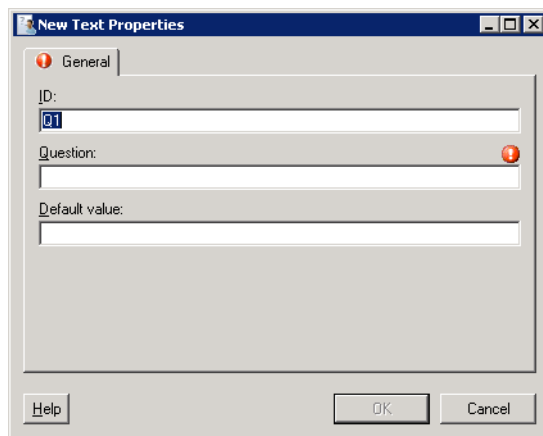 New Text Properties
General
ID:
Q1
Question:
Default value:
Help
OK
Cancel